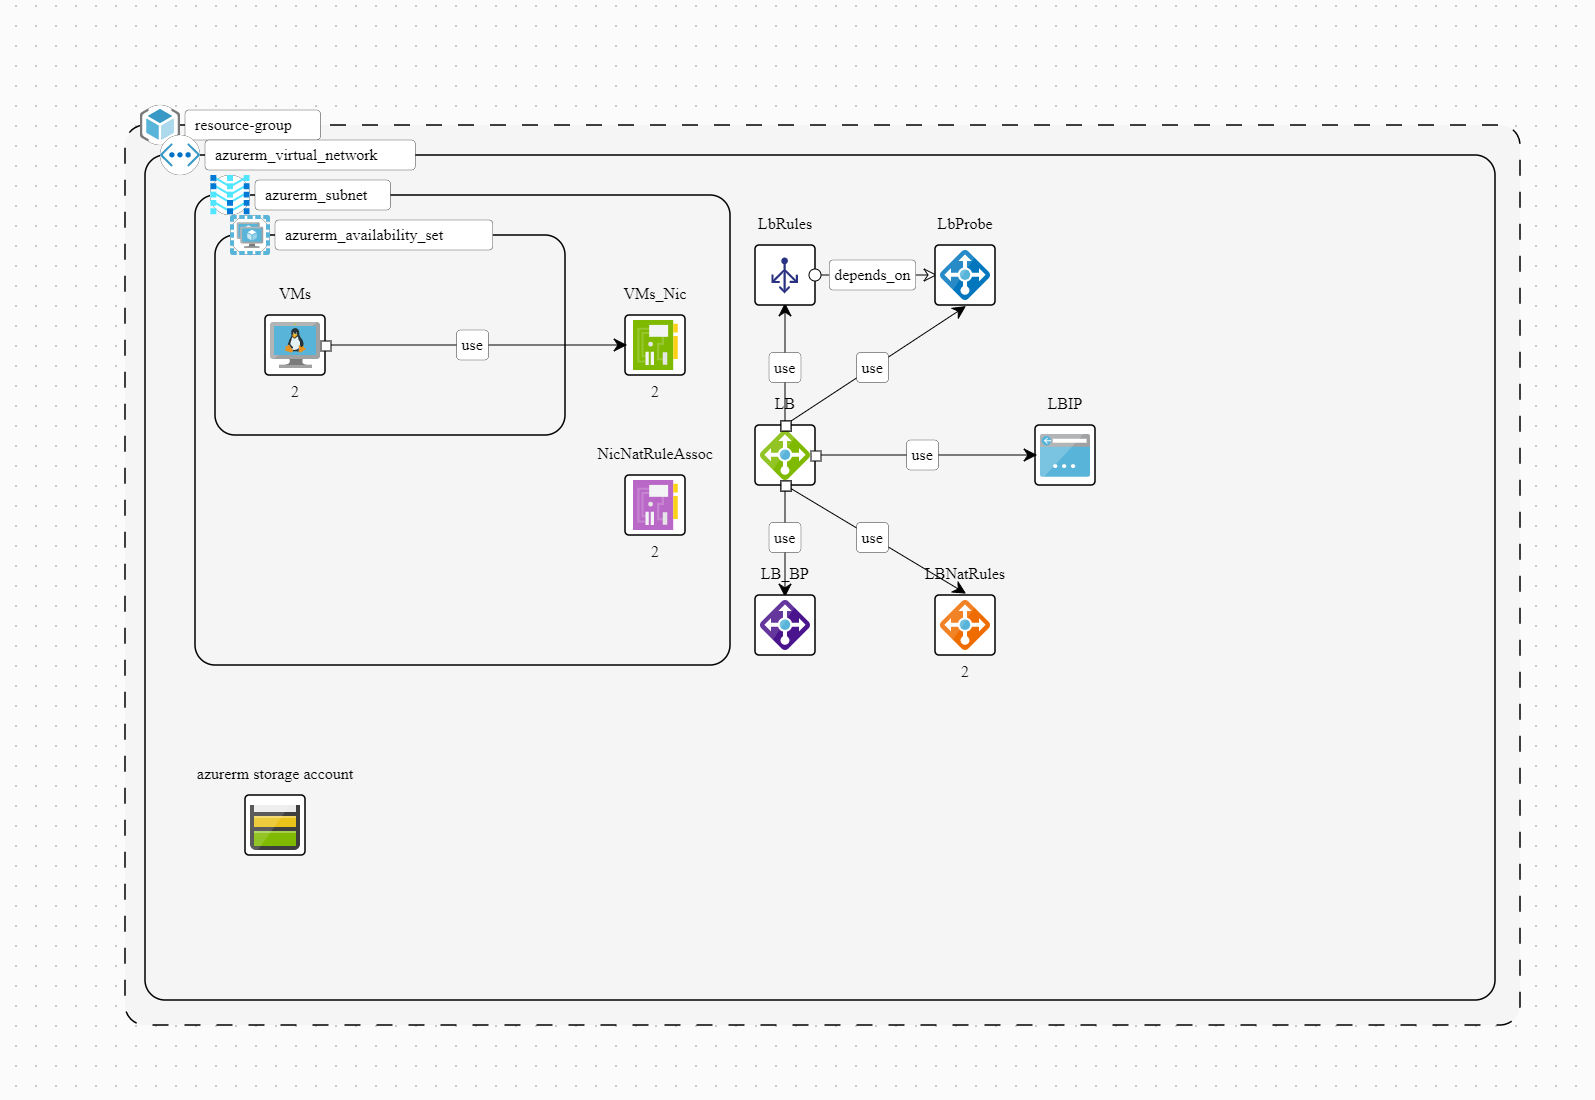 resource-group
azurerm_virtual_network
azurerm_subnet
azurerm_availability_set
LbRules
LbProbe
depends_on
VMs
VMs_Nic
use
2
2
use
use
LB
LBIP
use
NicNatRuleAssoc
2
use
use
LB_BP
LBNatRules
2
azurerm storage account